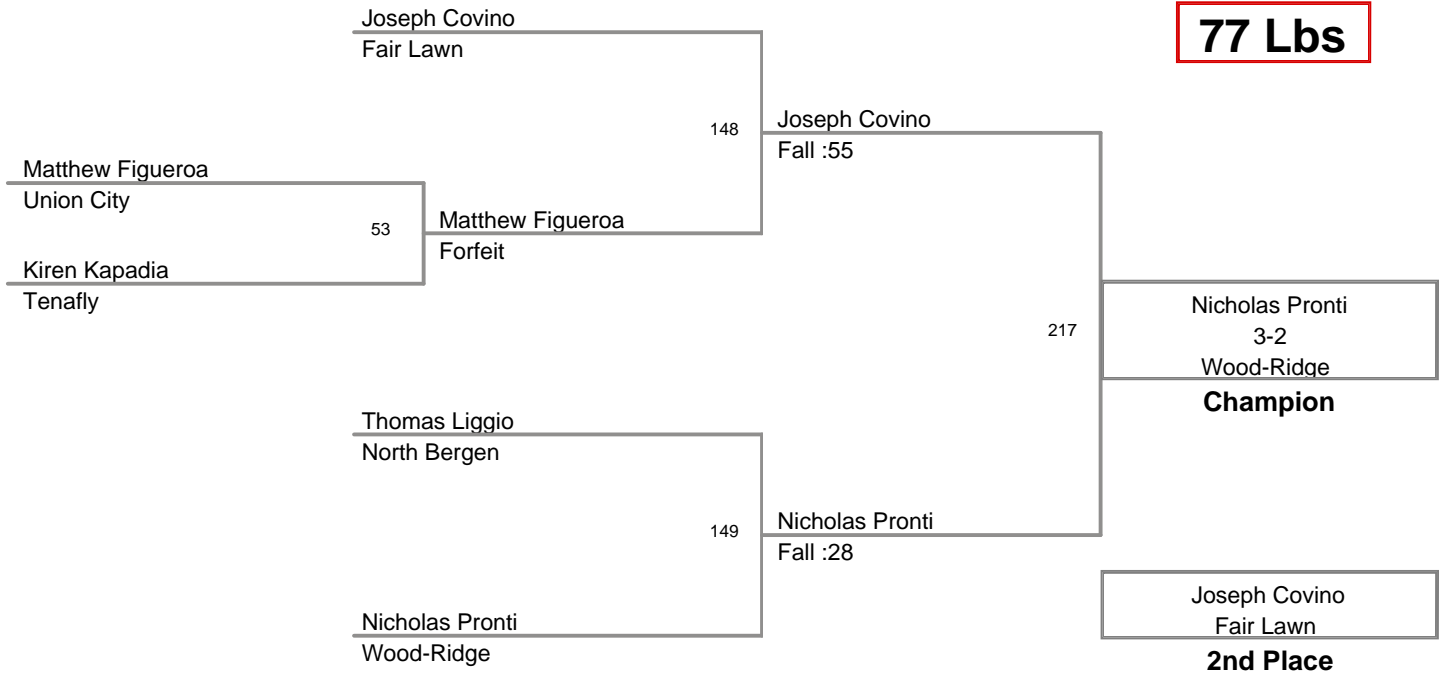 Joseph Covino
Fair Lawn
77 Lbs
148
Joseph Covino
Fall :55
Matthew Figueroa
Union City
53
Matthew Figueroa
Forfeit
Kiren Kapadia
Tenafly
217
Nicholas Pronti
3-2
Wood-Ridge
Champion
Thomas Liggio
North Bergen
149
Nicholas Pronti
Fall :28
Nicholas Pronti
Wood-Ridge
Joseph Covino
Fair Lawn
2nd Place